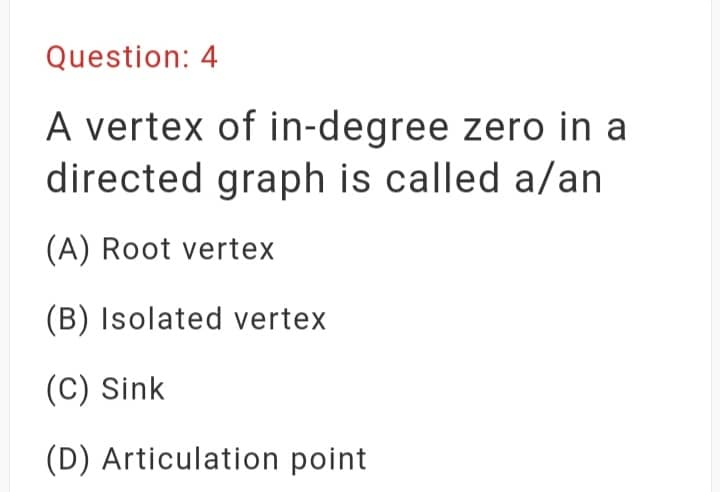 Question: 4
A vertex of in-degree zero in a
directed graph is called a/an
(A) Root vertex
(B) Isolated vertex
(C) Sink
(D) Articulation point